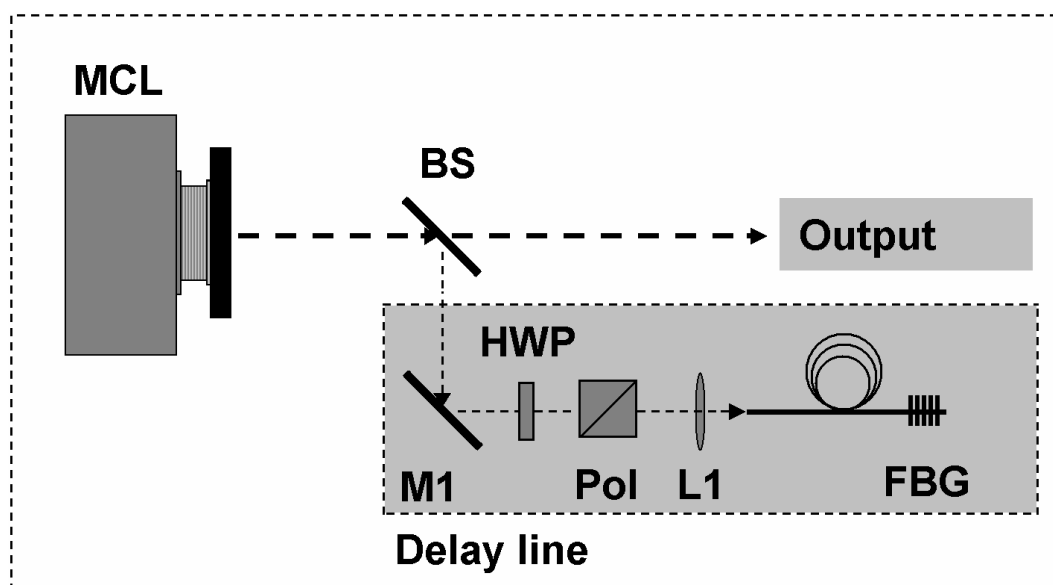 MCL
BS
Output
HWP
M1
Pol
L1
FBG
Delay line